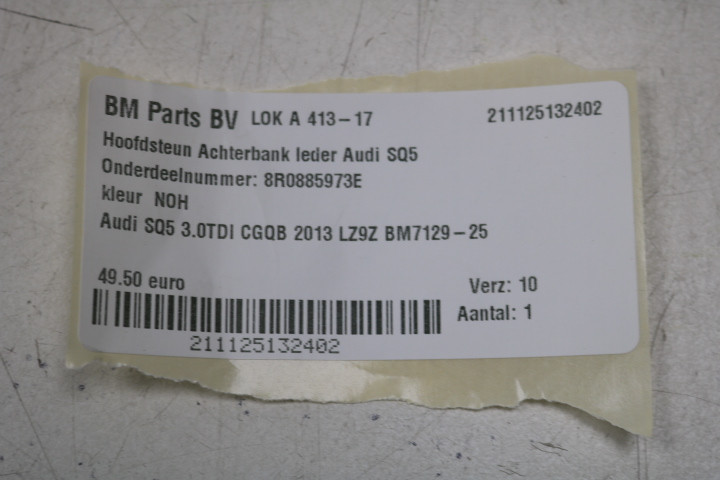 BM Parts BV LOK A 413-17 211125132402
Hoofdsteun Achterbank leder Audi SQ5
Onderdeelnummer: 8R0885973E
kleur NOH
Audi SQ5 3.0TDI CGQB 2013 LZ9Z BM7129-25
49.50 euro Verz: 10
Aantal: 1
211125132402